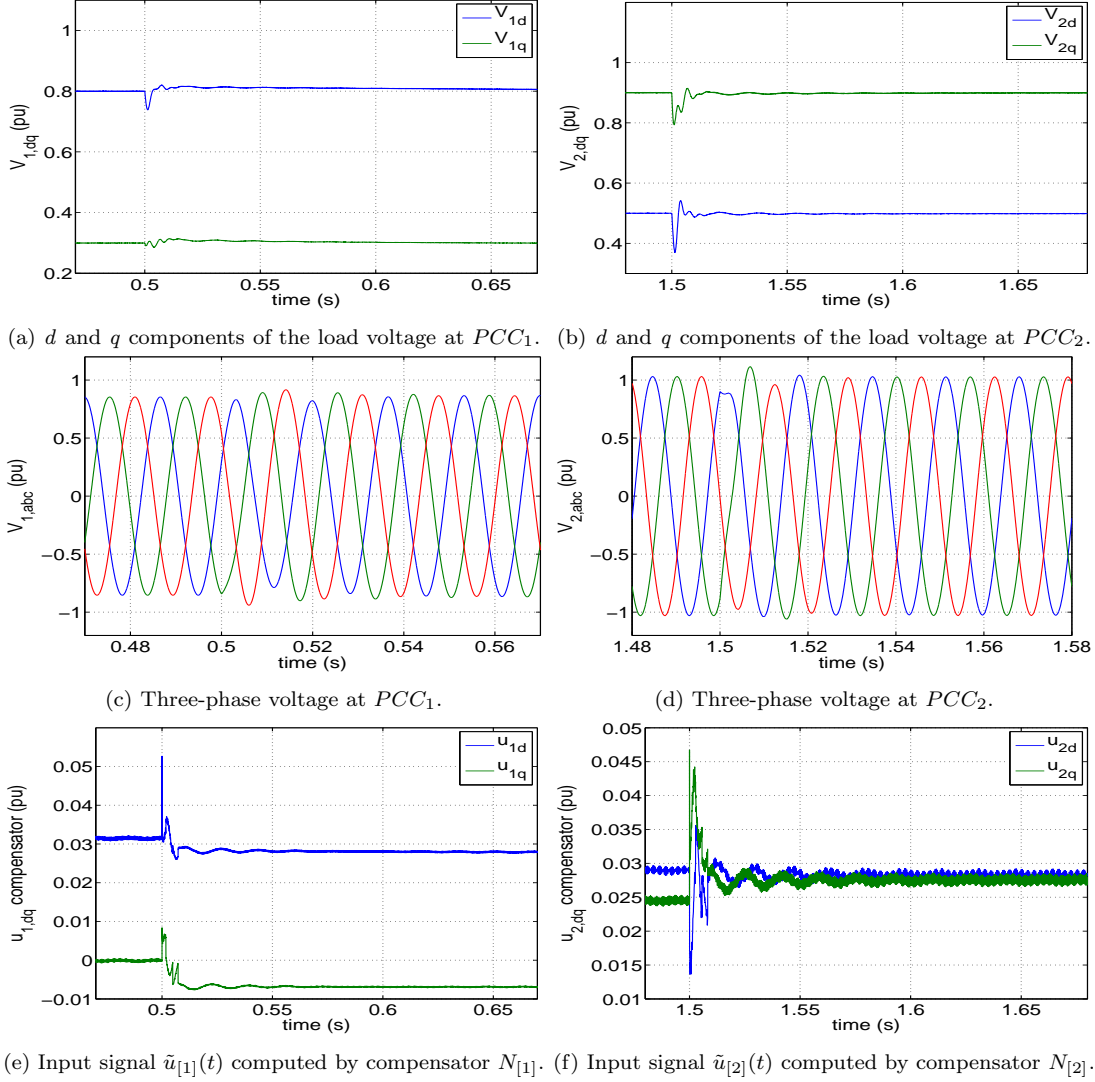 V1,dq (pu)
1
0.8
0.6
0.4
0.2
V1d
V1q
0.5 0.55 0.6 0.65
time (s)
V2,dq (pu)
1
0.8
0.6
0.4
V2d
V2q
1.5 1.55 1.6 1.65
time (s)
(a) d and q components of the load voltage at PCC1. (b) d and q components of the load voltage at PCC2.
V1,abc (pu)
1
0.5
0
−0.5
−1
0.48 0.5 0.52 0.54 0.56
time (s)
V2,abc (pu)
1
0.5
0
−0.5
−1
1.48 1.5 1.52 1.54 1.56 1.58
time (s)
(c) Three-phase voltage at PCC1.
(d) Three-phase voltage at PCC2.
u1,dq compensator (pu)
0.05
0.04
0.03
0.02
0.01
0
−0.01
u1d
u1q
0.5 0.55 0.6 0.65
time (s)
u2,dq compensator (pu)
0.05
0.045
0.04
0.035
0.03
0.025
0.02
0.015
0.01
u2d
u2q
1.5 1.55 1.6 1.65
time (s)
(e) Input signal ũ[1](t) computed by compensator N[1]. (f) Input signal ũ[2](t) computed by compensator N[2].